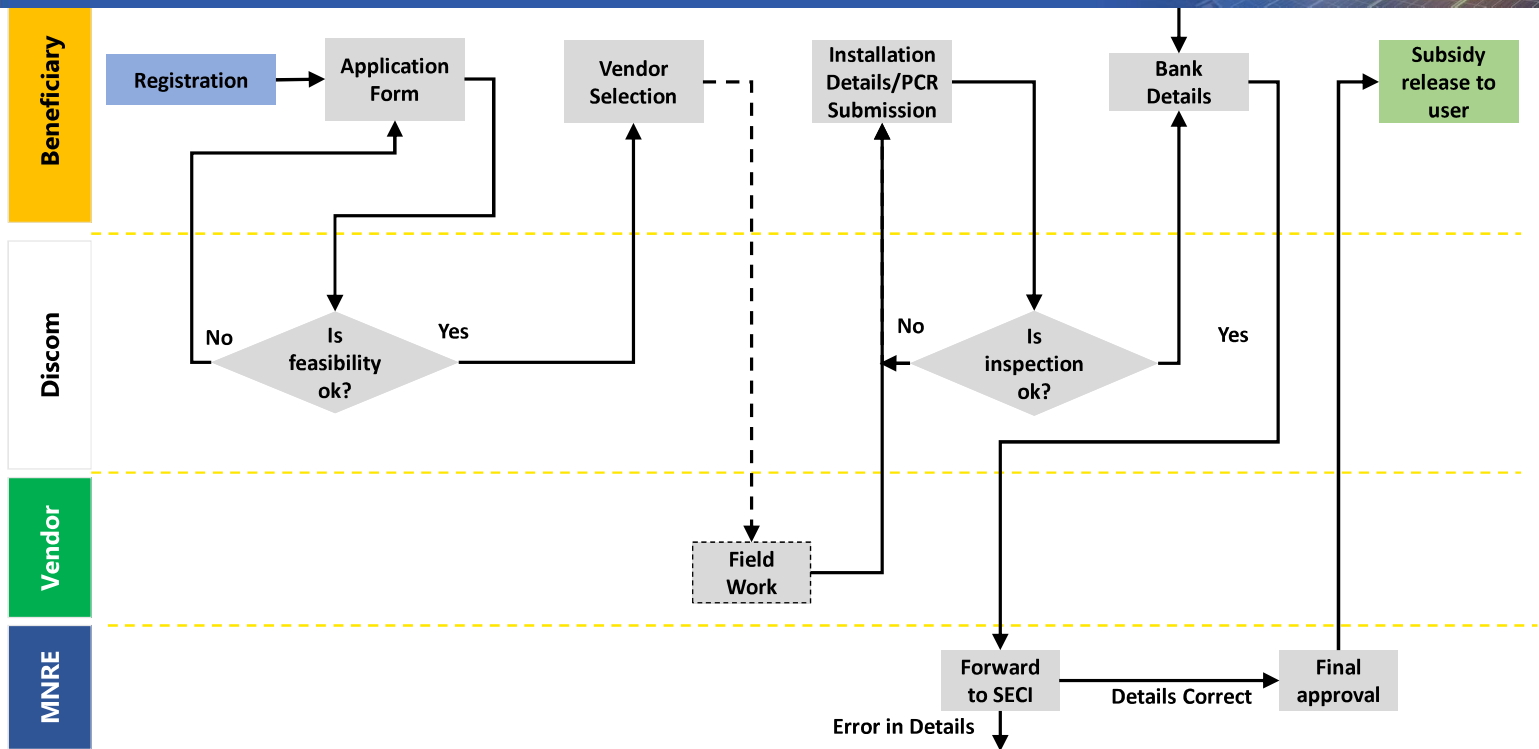 Beneficiary
Registration
Application
Form
Vendor
Selection
Installation
Details/PCR
Submission
Bank
Details
Subsidy
release to
user
Discom
No
Is
feasibility
ok?
Yes
No
Is
inspection
ok?
Yes
Vendor
Field
Work
MNRE
Forward
to SECI
Details Correct
Final
approval
Error in Details